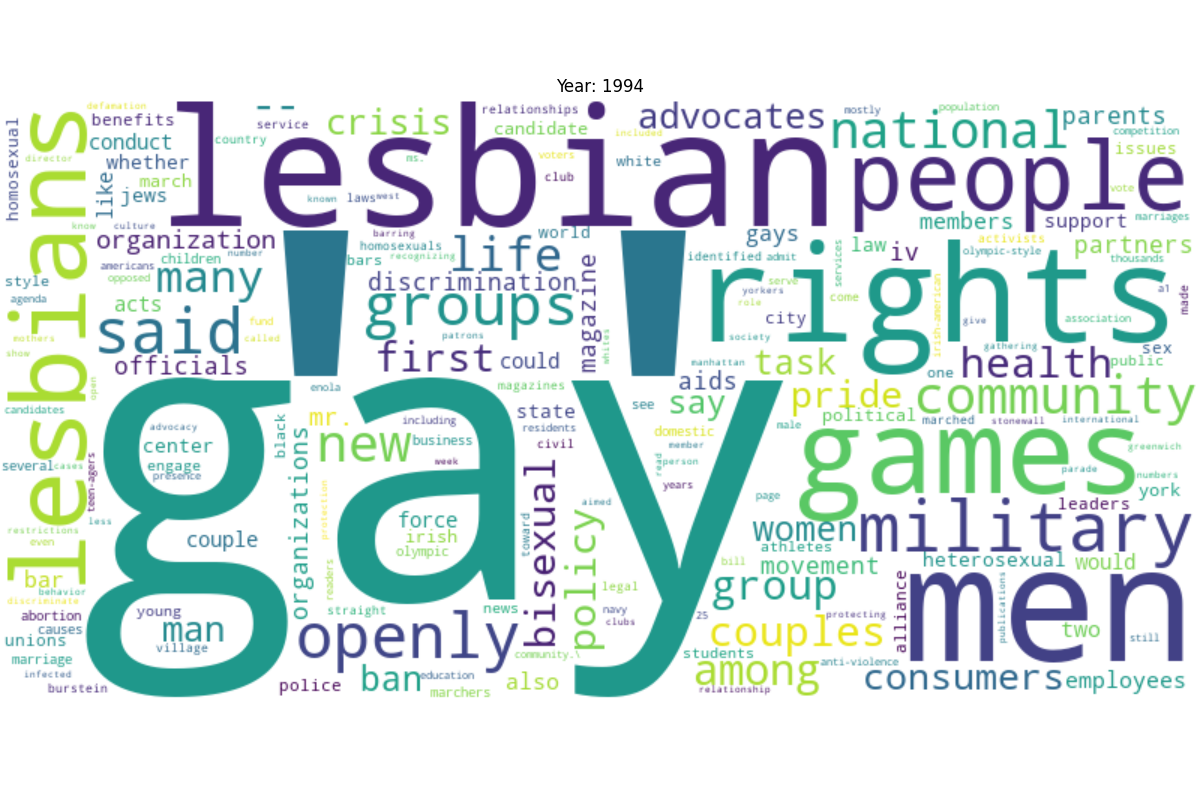 Year: 1994
defamation
benefits
service
relationships
advocates
mostly
population
parents
homosexual
conduct
country
crisis
candidate
included
national
competition
director
whether
ms.
voters
white
issues
lesbian
people
lesbians
like
march
jews
known
laws
west
club
vote
members
support
marriages
know
culture
barring
world
gays
organization
homosexuals
recognizing
life
law
iv
activists
partners
children
number
bars
identified
admit
services
olympic-style
thousands
americans
opposed
many
discrimination
rights
style
serve
come
a1
made
agenda
acts
groups
magazine
yorkers
role
city
irish-american
give
association
said
fund
called
'
'
mothers
patrons
whites
society
gathering
sex
show
officials
first
could
manhattan
task
one
health
public
open
enola
magazines
aids
pride
community
candidates
mr.
including
state
residents
see
say
political
marched
stonewall
international
advocacy
black
new
business
civil
domestic
member
male
games
greenwich
center
several
cases
engage
presence
week
read
person
parade
numbers
teen-agers
organizations
years
page
york
gay
less
protection
force
irish
olympic
toward
bisexual
aimed
policy
leaders
restrictions
even
couple
women
military
athletes
movement
heterosexual
would
bar
behavior
readers
legal
bill
group
alliance
publications
men
discriminate
abortion
young
straight
news
navy
clubs
25
protecting
causes
unions
man
openly
couples
two
still
village
marriage
infected
community.\
students
among
anti-violence
burstein
police
ban
education
marchers
also
relationship
consumers
employees